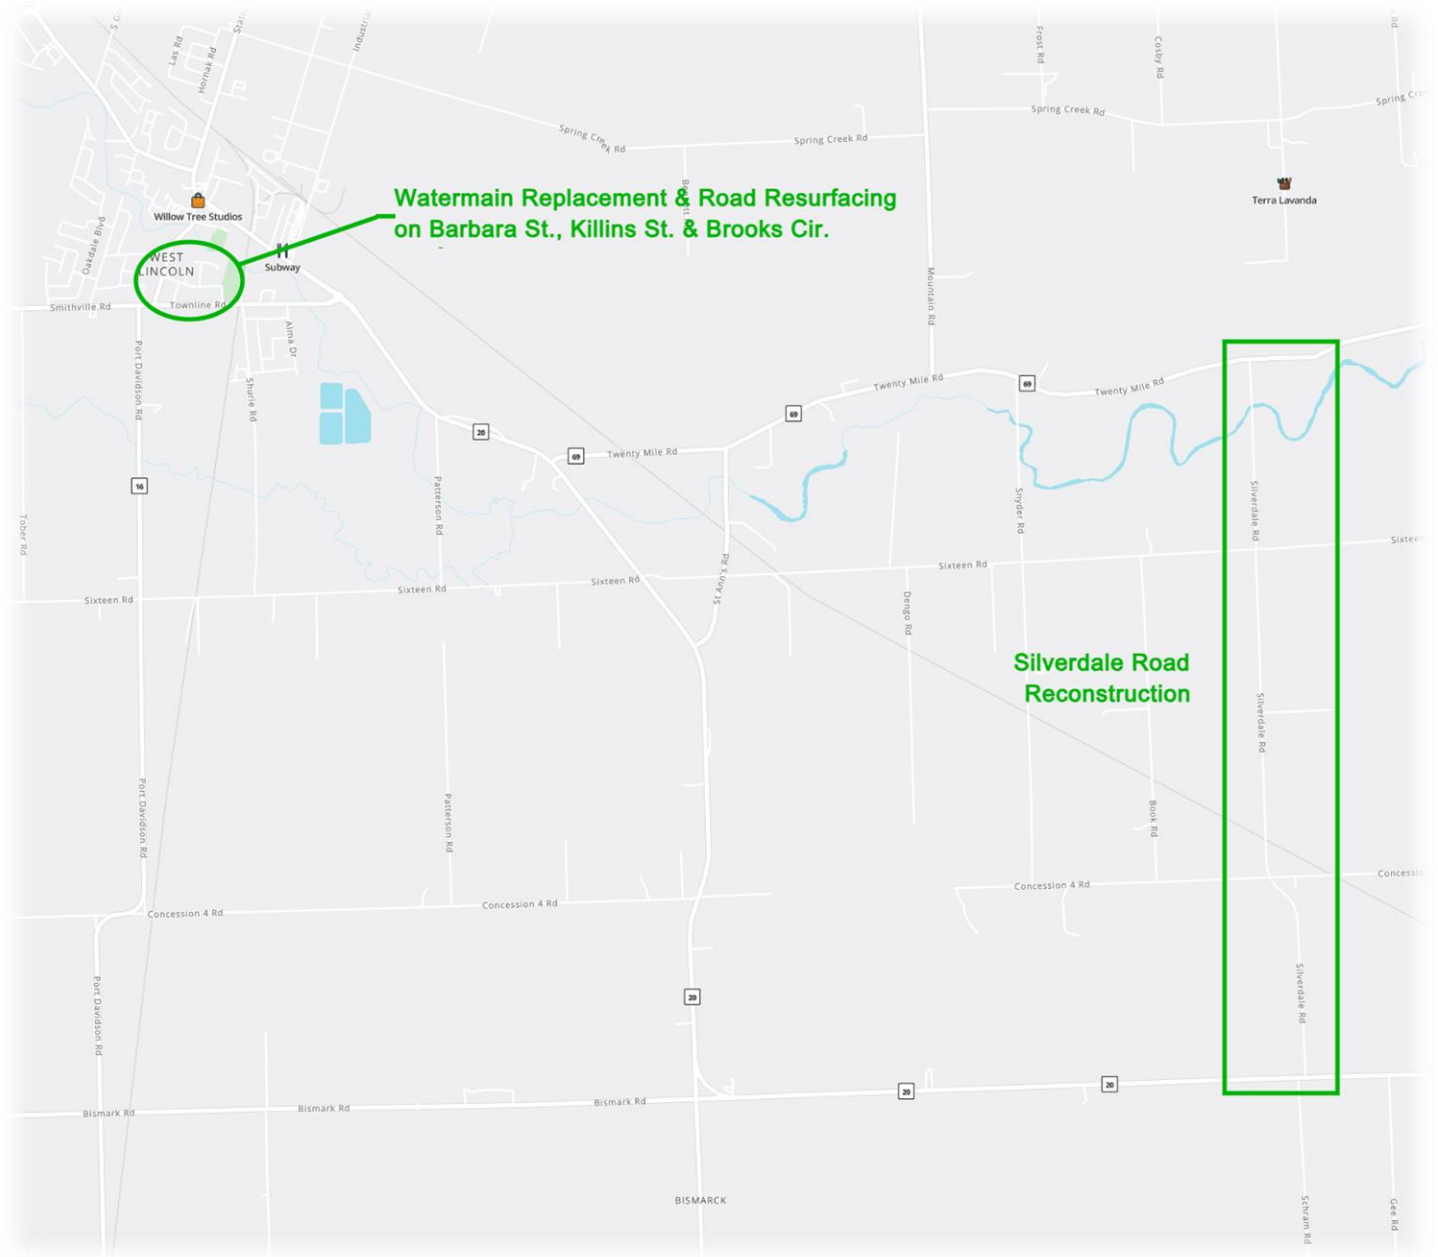 S Gr
Las Rd
Hornak Rd
Stati
Industrial
Frost Rd
Cosby Rd
Rd
Spring Creek Rd
Spring Creek Rd
Spring Creek Rd
Spring Cre
Willow Tree Studios
Terra Lavanda
Watermain Replacement & Road Resurfacing
on Barbara St., Killins St. & Brooks Cir.
Oakdale Blvd
WEST
LINCOLN
Subway
Smithville Rd
Townline Rd
Alma Dr
Mountain Rd
Port Davidson Rd
Shurie Rd
Twenty Mile Rd
69
Twenty Mile Rd
69
20
69
Twenty Mile Rd
16
Patterson Rd
Snyder Rd
Silverdale Rd
Tober Rd
Sixteen Rd
Sixteen Rd
Sixteen Rd
St Ann's Rd
Sixteen Rd
Sixteen
Dengo Rd
Silverdale Road
Reconstruction
Silverdale Rd
Port Davidson Rd
Patterson Rd
Book Rd
Concession 4 Rd
Concession 4 Rd
Concession 4 Rd
Concessio
Port Davidson Rd
20
Silverdale Rd
20
20
Bismark Rd
Bismark Rd
Bismark Rd
BISMARCK
Schram Rd
Gee Rd